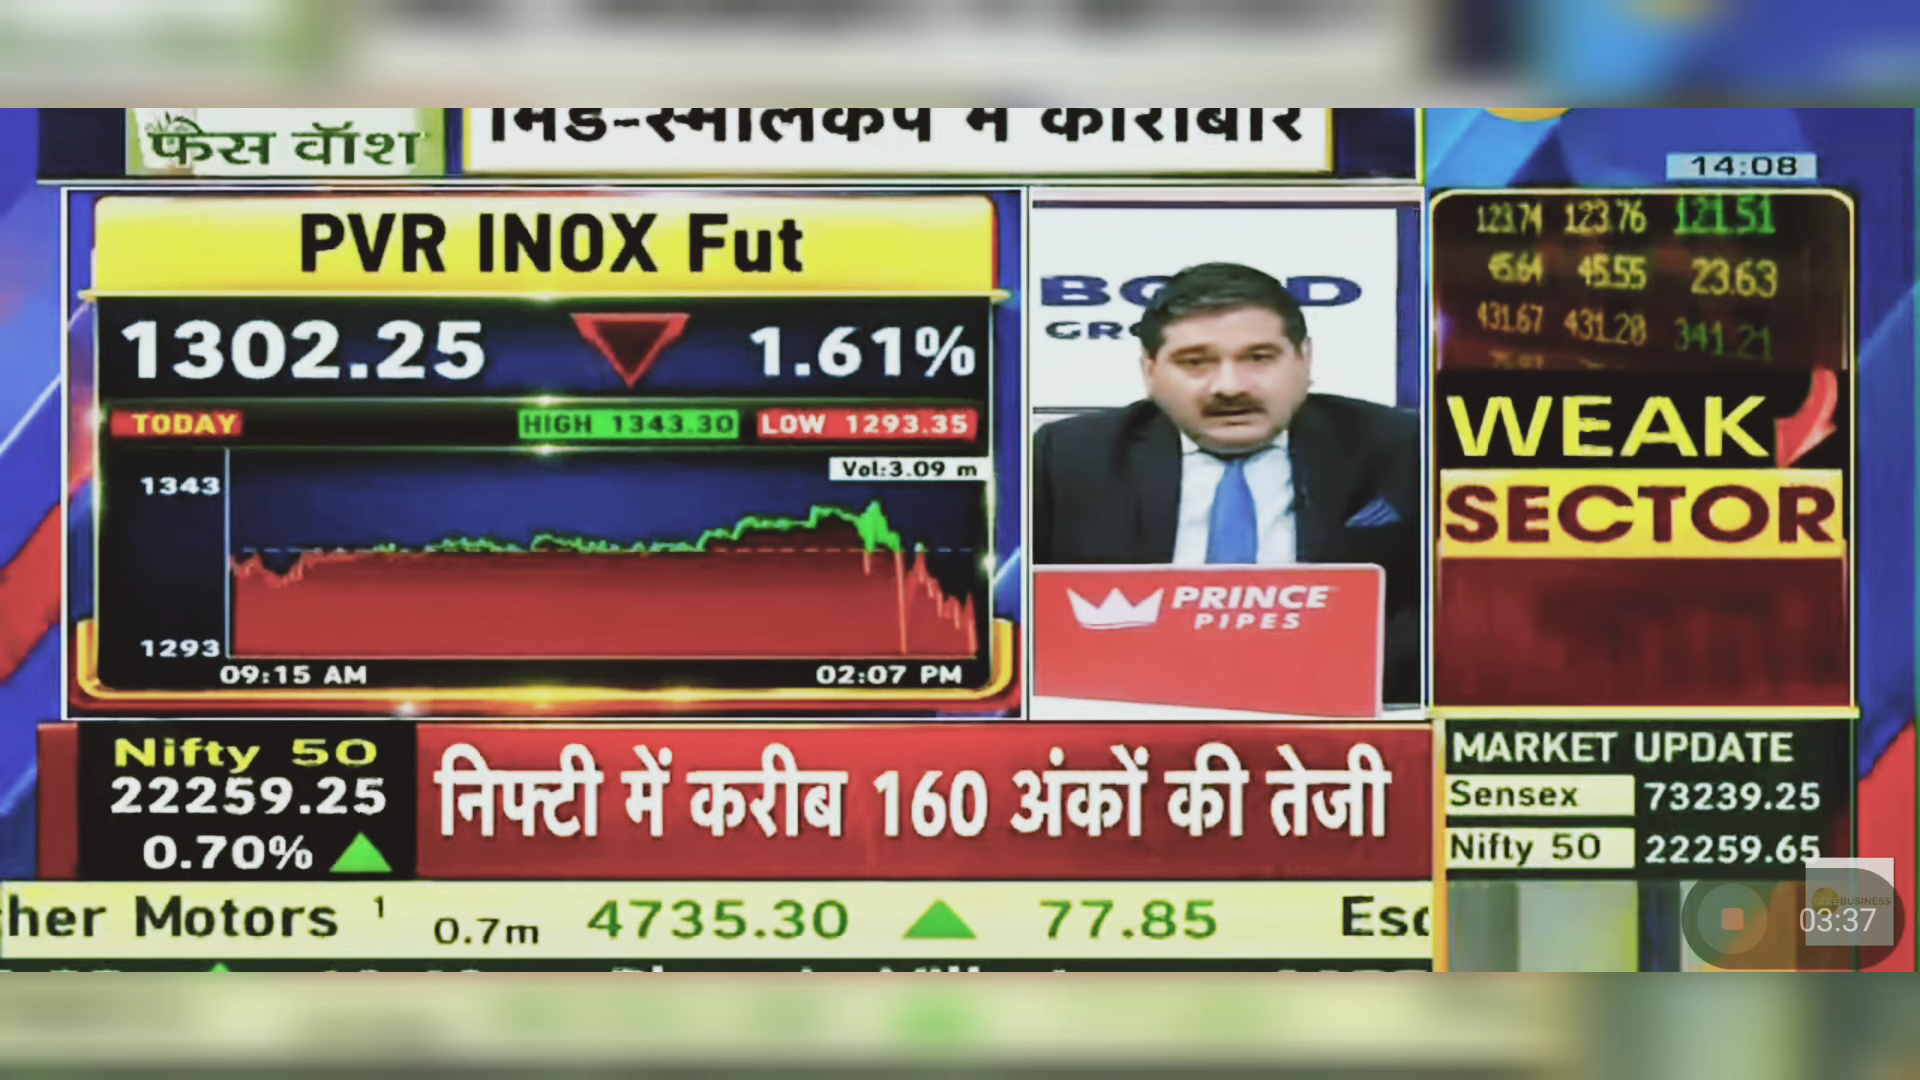 फेस वॉश
मिड-स्मॉलकैप में कारोबार
14:08
PVR INOX Fut
1302.25 1.61%
TODAY HIGH 1343.30 LOW 1293.35
Vol:3.09 m
1343
1293
09:15 AM 02:07 PM
PRINCE
PIPES
123.74 123.76 121.51
45.64 45.55 23.63
431.67 431.20 341.21
WEAK
SECTOR
Nifty 50
22259.25
0.70%
निफ्टी में करीब 160 अंकों की तेजी
MARKET UPDATE
Sensex 73239.25
Nifty 50 22259.65
her Motors 1 0.7m 4735.30 77.85 Esc
ZEEBUSINESS
03:37